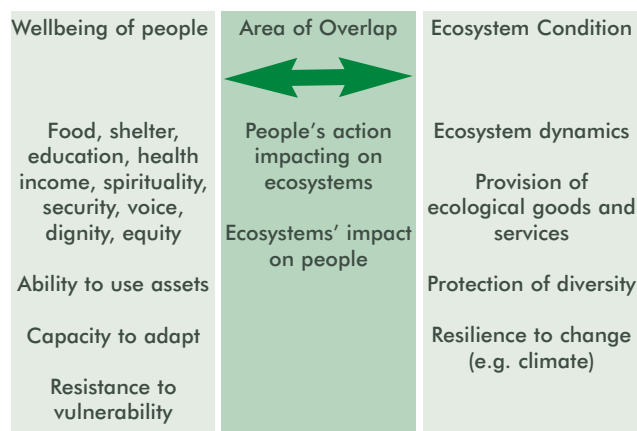 Wellbeing of people
Food, shelter,
education, health
income, spirituality,
security, voice,
dignity, equity
Ability to use assets
Capacity to adapt
Resistance to
vulnerability
Area of Overlap
People's action
impacting on
ecosystems
Ecosystems' impact
on people
Ecosystem Condition
Ecosystem dynamics
Provision of
ecological goods and
services
Protection of diversity
Resilience to change
(e.g. climate)